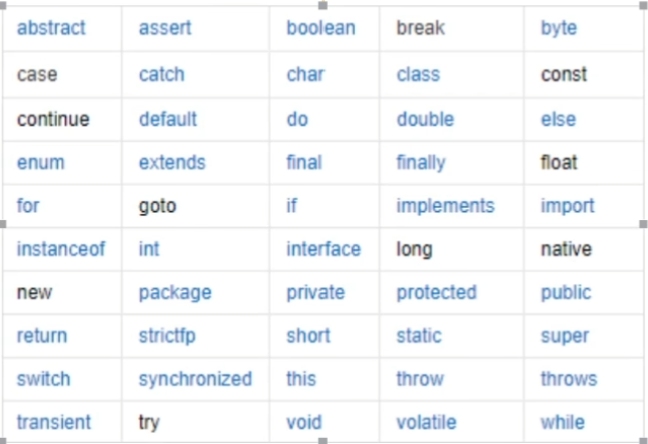 abstract assert boolean break byte
case catch char class const
continue default do double else
enum extends final finally float
for goto if implements import
instanceof int interface long native
new package private protected public
return strictfp short static super
switch synchronized this throw throws
transient try void volatile while